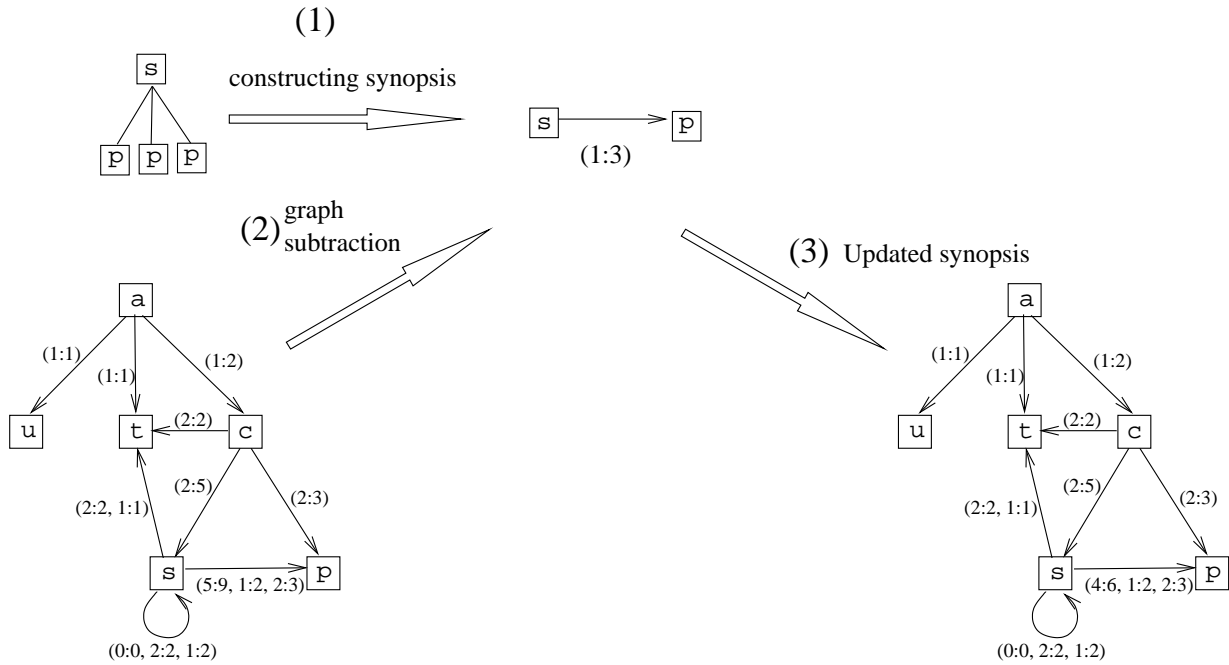 (1)
s
constructing synopsis
p p p
s
p
(1:3)
(2)
graph
subtraction
(3) Updated synopsis
a
(1:1)
(1:1)
(1:2)
u
t
(2:2)
c
(2:2, 1:1)
(2:5)
(2:3)
s
p
(5:9, 1:2, 2:3)
(0:0, 2:2, 1:2)
a
(1:1)
(1:1)
(1:2)
u
t
(2:2)
c
(2:2, 1:1)
(2:5)
(2:3)
s
p
(4:6, 1:2, 2:3)
(0:0, 2:2, 1:2)